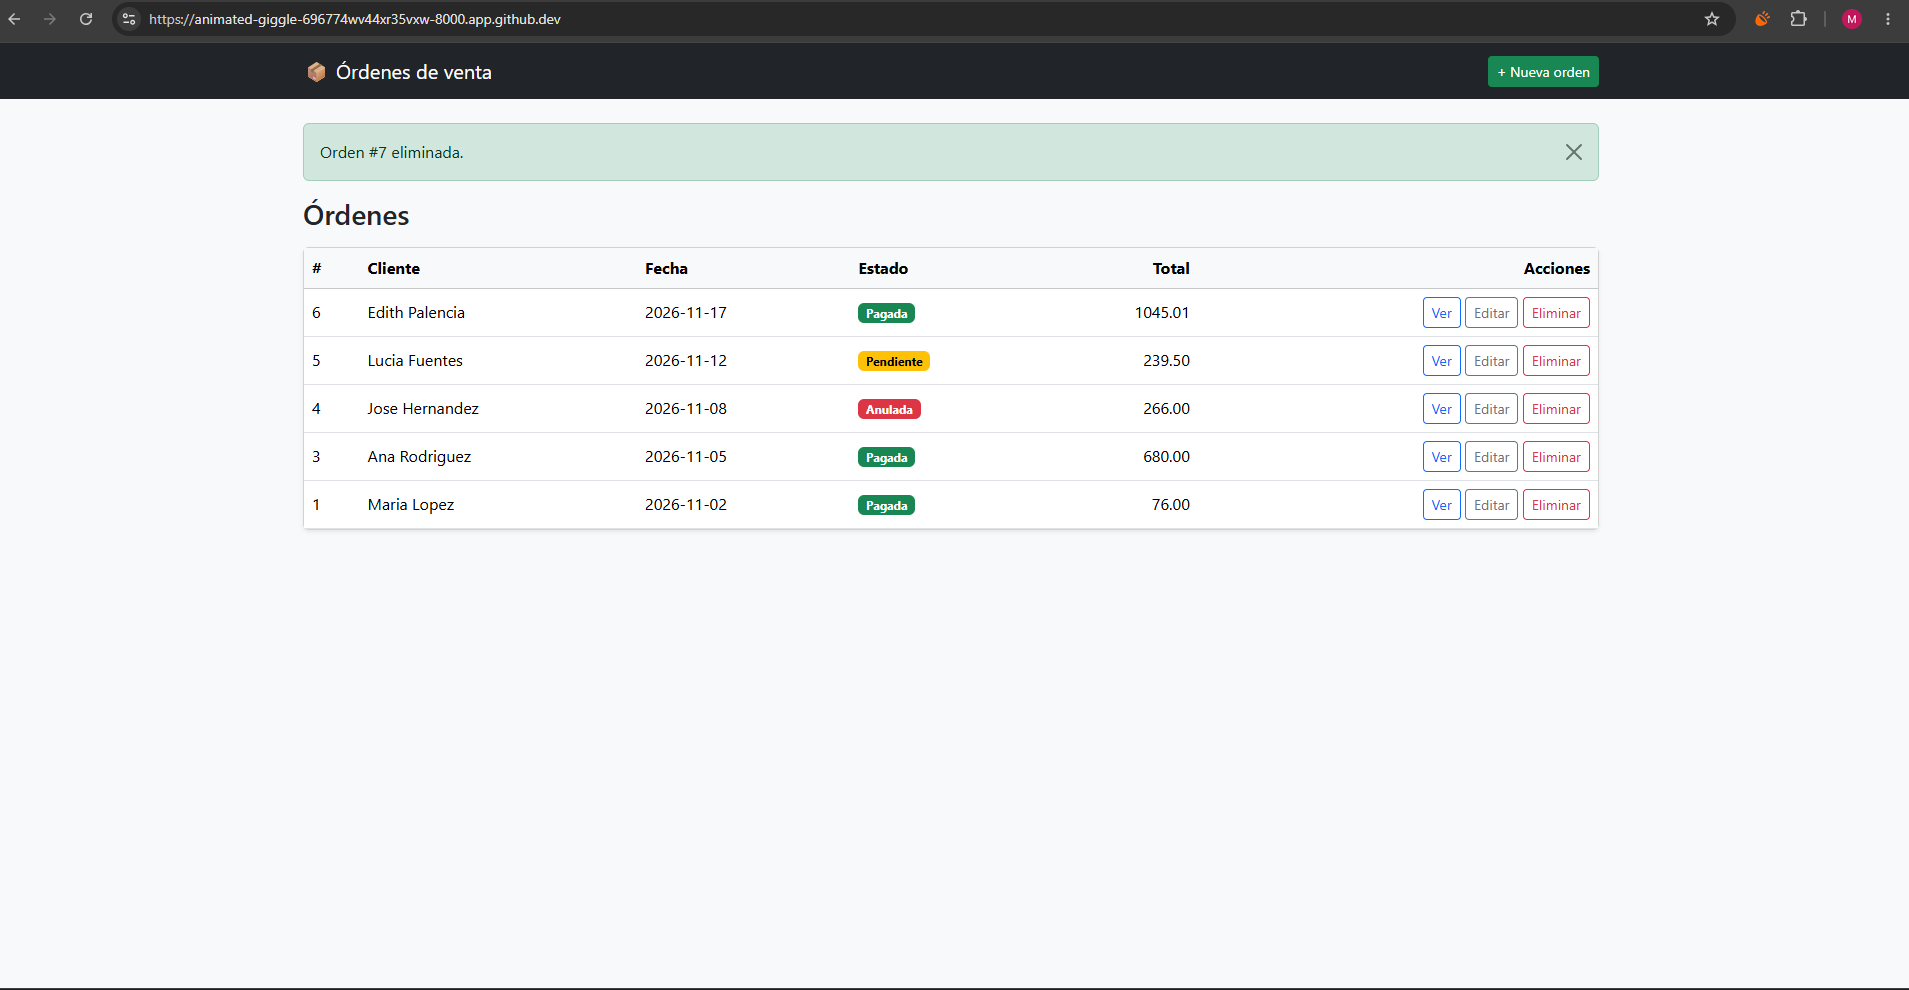 https://animated-giggle-696774wv44xr35vxw-8000.app.github.dev
M
Órdenes de venta
+ Nueva orden
Orden #7 eliminada.
Órdenes
# Cliente Fecha Estado Total Acciones
6 Edith Palencia 2026-11-17 Pagada 1045.01 Ver Editar Eliminar
5 Lucia Fuentes 2026-11-12 Pendiente 239.50 Ver Editar Eliminar
4 Jose Hernandez 2026-11-08 Anulada 266.00 Ver Editar Eliminar
3 Ana Rodriguez 2026-11-05 Pagada 680.00 Ver Editar Eliminar
1 Maria Lopez 2026-11-02 Pagada 76.00 Ver Editar Eliminar